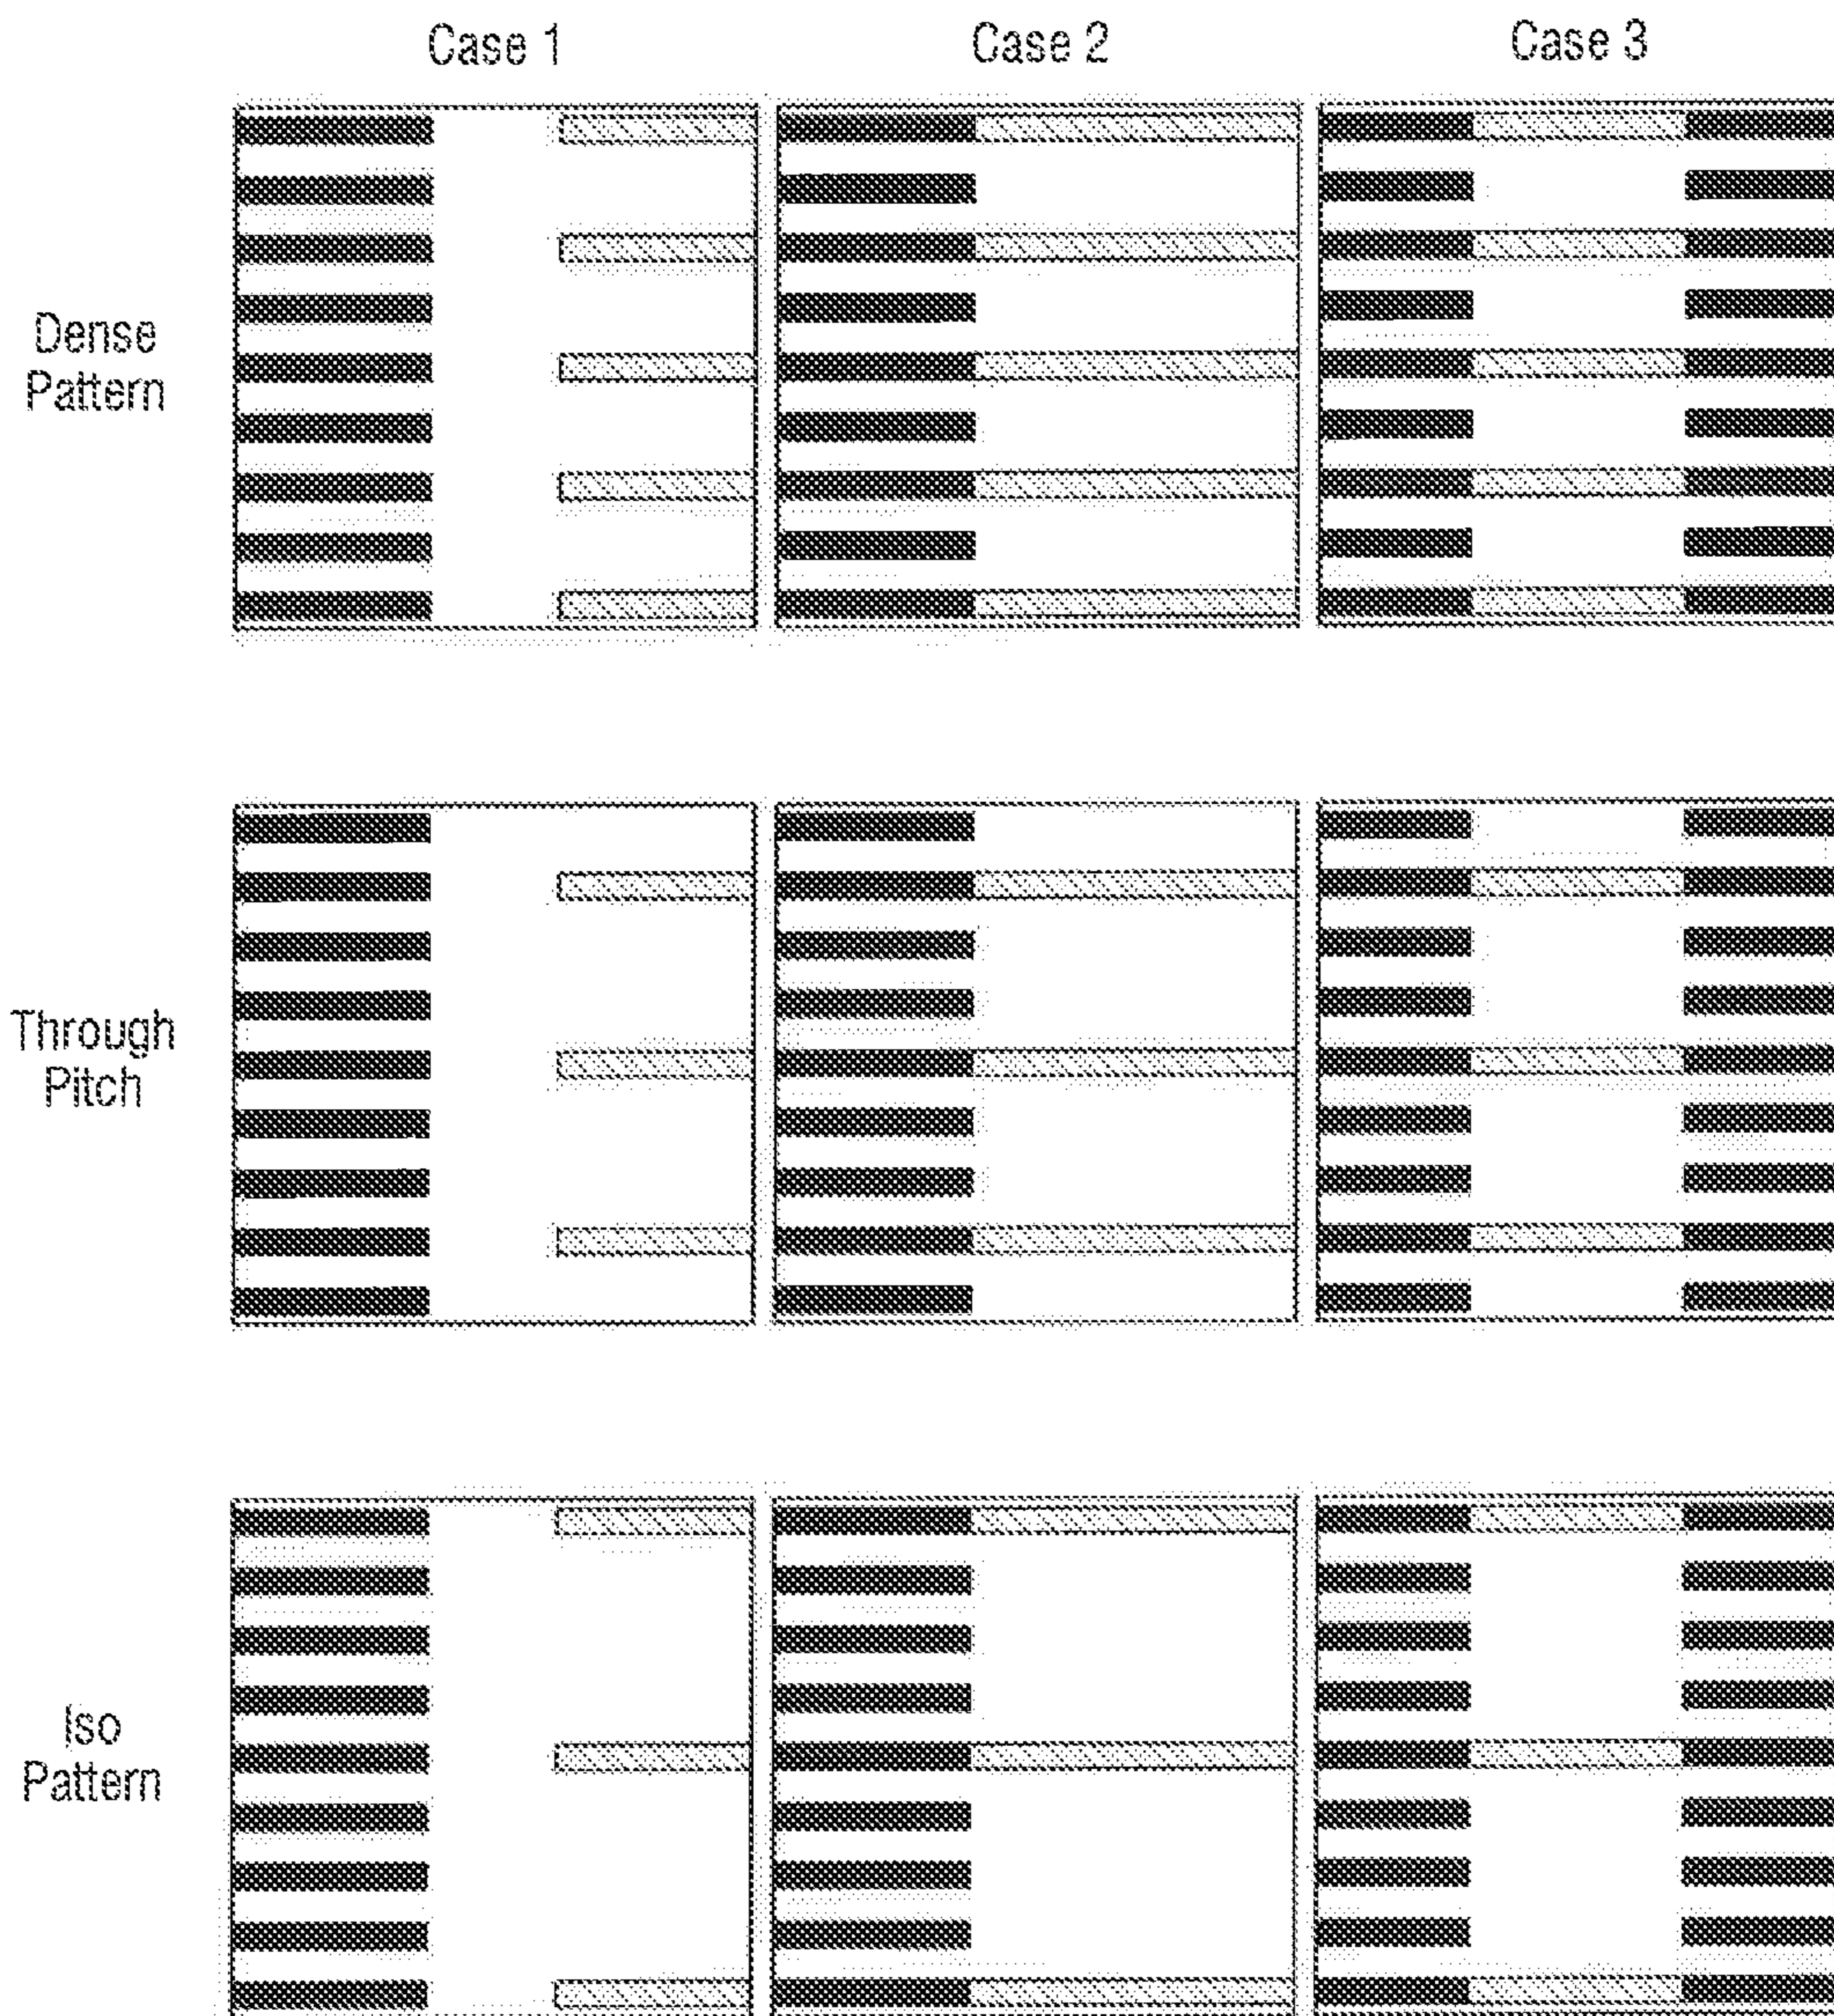 Case 1
Case 2
Case 3
Dense
Pattern
Through
Pitch
Iso
Pattern